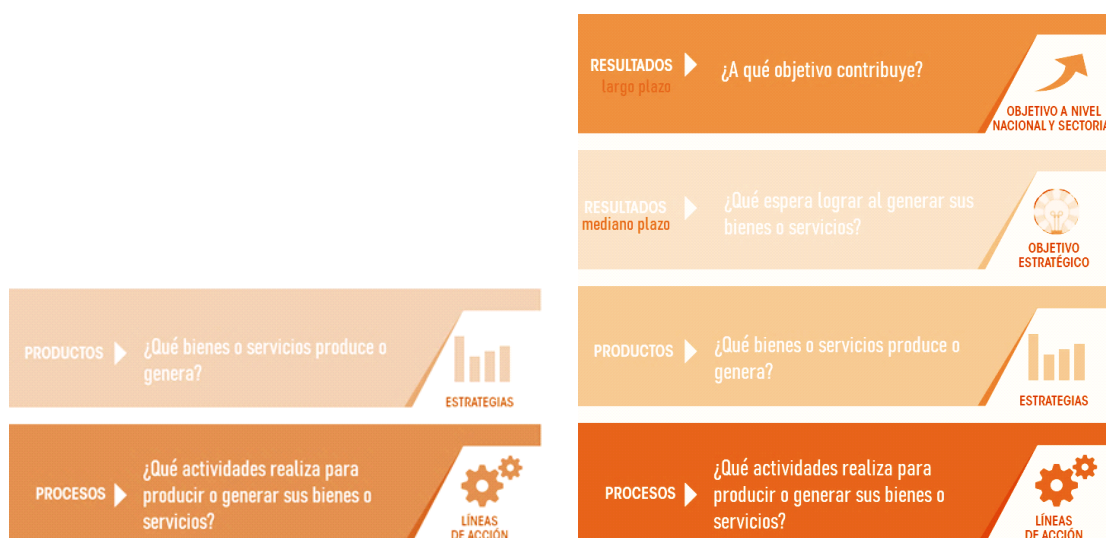 PRODUCTOS
¿Qué bienes o servicios produce o
genera?
ESTRATEGIAS
PROCESOS
¿Qué actividades realiza para
producir o generar sus bienes o
servicios?
LÍNEAS
DE ACCIÓN
RESULTADOS
largo plazo
¿A qué objetivo contribuye?
OBJETIVO A NIVEL
NACIONAL Y SECTORIA
RESULTADOS
mediano plazo
¿Qué espera lograr al generar sus
bienes o servicios?
OBJETIVO
ESTRATÉGICO
PRODUCTOS
¿Qué bienes o servicios produce o
genera?
ESTRATEGIAS
PROCESOS
¿Qué actividades realiza para
producir o generar sus bienes o
servicios?
LÍNEAS
DE ACCIÓN